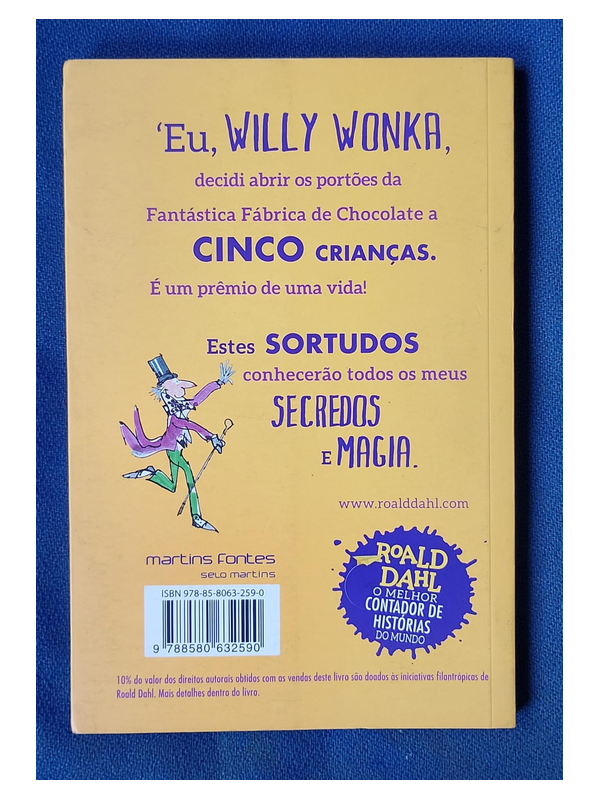 ‘Eu, WILLY WONKA,
decidi abrir os portões da
Fantástica Fábrica de Chocolate a
CINCO CRIANÇAS.
É um prêmio de uma vida!
Estes SORTUDOS
conhecerão todos os meus
SECREDOS
E MAGIA.
www.roalddahl.com
martins fontes
selo martins
ISBN 978-85-8063-259-0
9 788580 632590
ROALD
DAHL
O MELHOR
CONTADOR DE
HISTÓRIAS
DO MUNDO
10% do valor dos direitos autorais obtidos com as vendas deste livro são doados às iniciativas filantrópicas de
Roald Dahl. Mais detalhes dentro do livro.